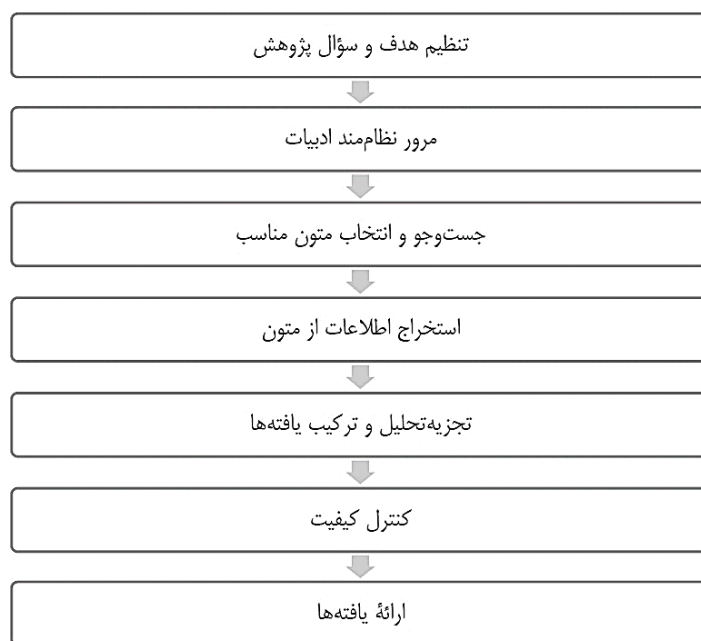 تنظیم هدف و سؤال پژوهش
مرور نظام‌مند ادبیات
جست‌وجو و انتخاب متون مناسب
استخراج اطلاعات از متون
تجزیه‌تحلیل و ترکیب یافته‌ها
کنترل کیفیت
ارائهٔ یافته‌ها